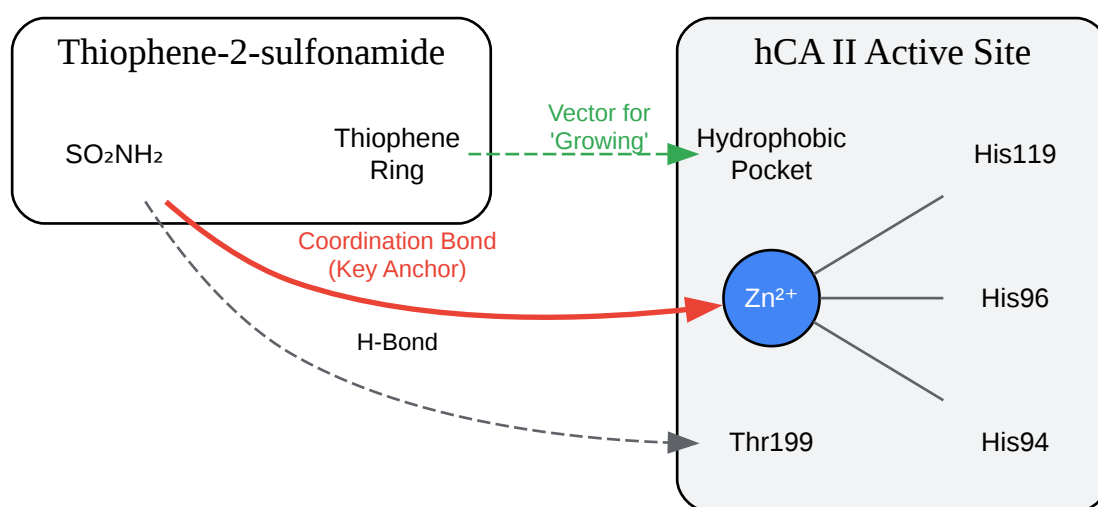 Thiophene-2-sulfonamide
SO₂NH₂
Thiophene
Ring
Vector for
'Growing'
Coordination Bond
(Key Anchor)
H-Bond
hCA II Active Site
Hydrophobic
Pocket
His119
Zn²⁺
His96
Thr199
His94